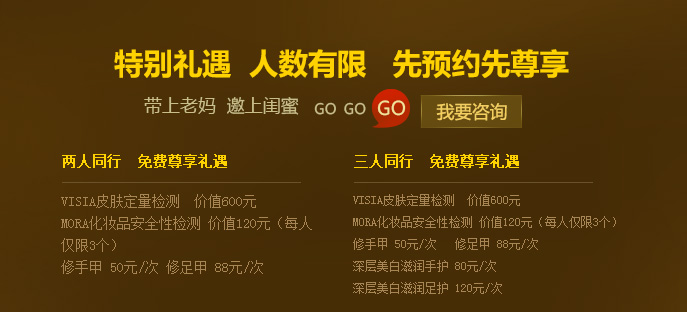 特别礼遇 人数有限 先预约先尊享
带上老妈 邀上闺蜜 GO GO GO 我要咨询
两人同行 免费尊享礼遇
VISIA皮肤定量检测 价值600元
MORA化妆品安全性检测 价值120元（每人
仅限3个）
修手甲 50元/次 修足甲 88元/次
三人同行 免费尊享礼遇
VISIA皮肤定量检测 价值600元
MORA化妆品安全性检测 价值120元（每人仅限3个）
修手甲 50元/次 修足甲 88元/次
深层美白滋润手护 80元/次
深层美白滋润足护 120元/次